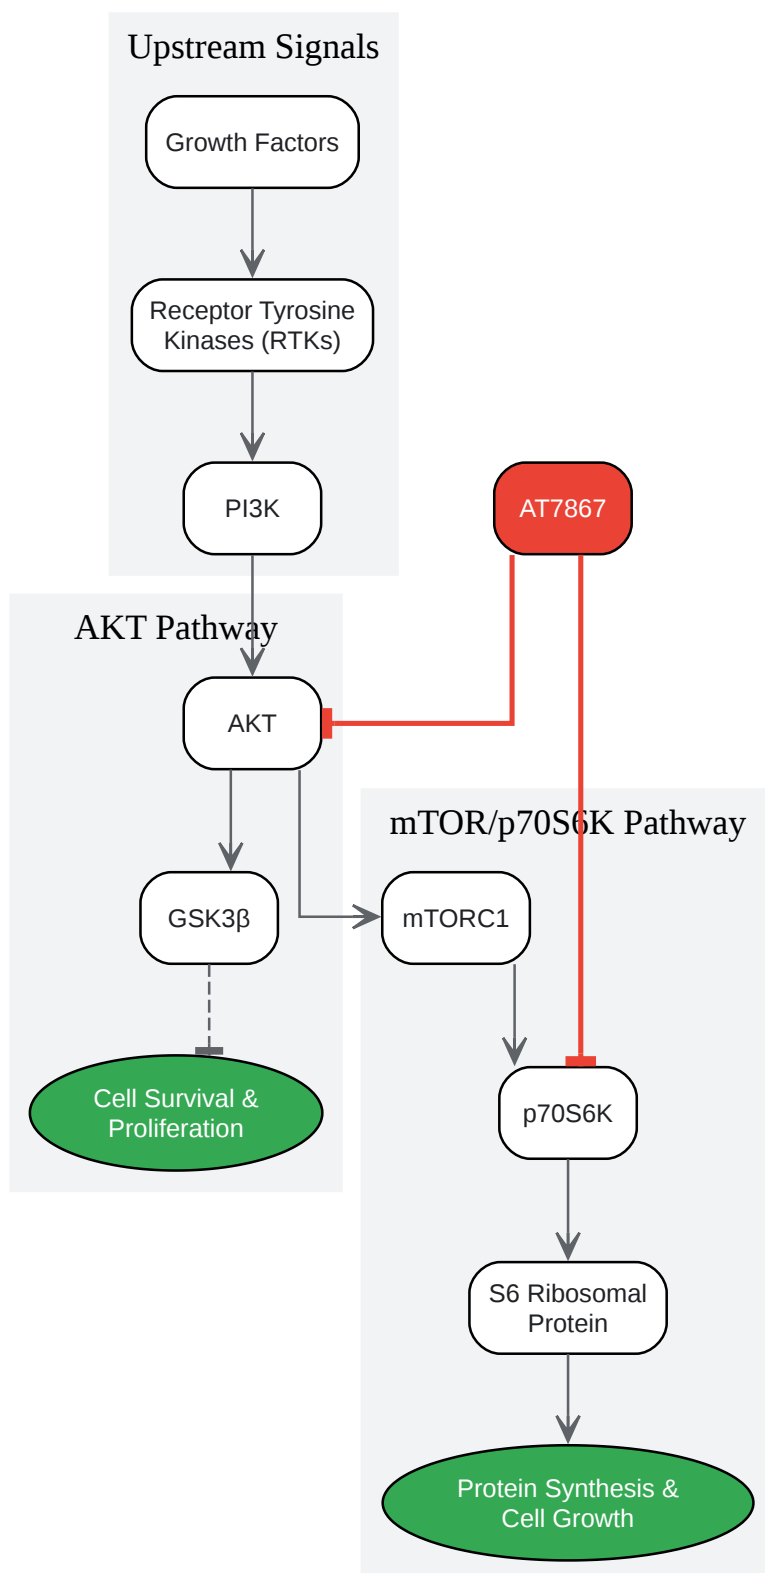 Upstream Signals
Growth Factors
Receptor Tyrosine
Kinases (RTKs)
PI3K
AT7867
AKT Pathway
AKT
mTOR/p70S6K Pathway
GSK3β
mTORC1
Cell Survival &
Proliferation
p70S6K
S6 Ribosomal
Protein
Protein Synthesis &
Cell Growth